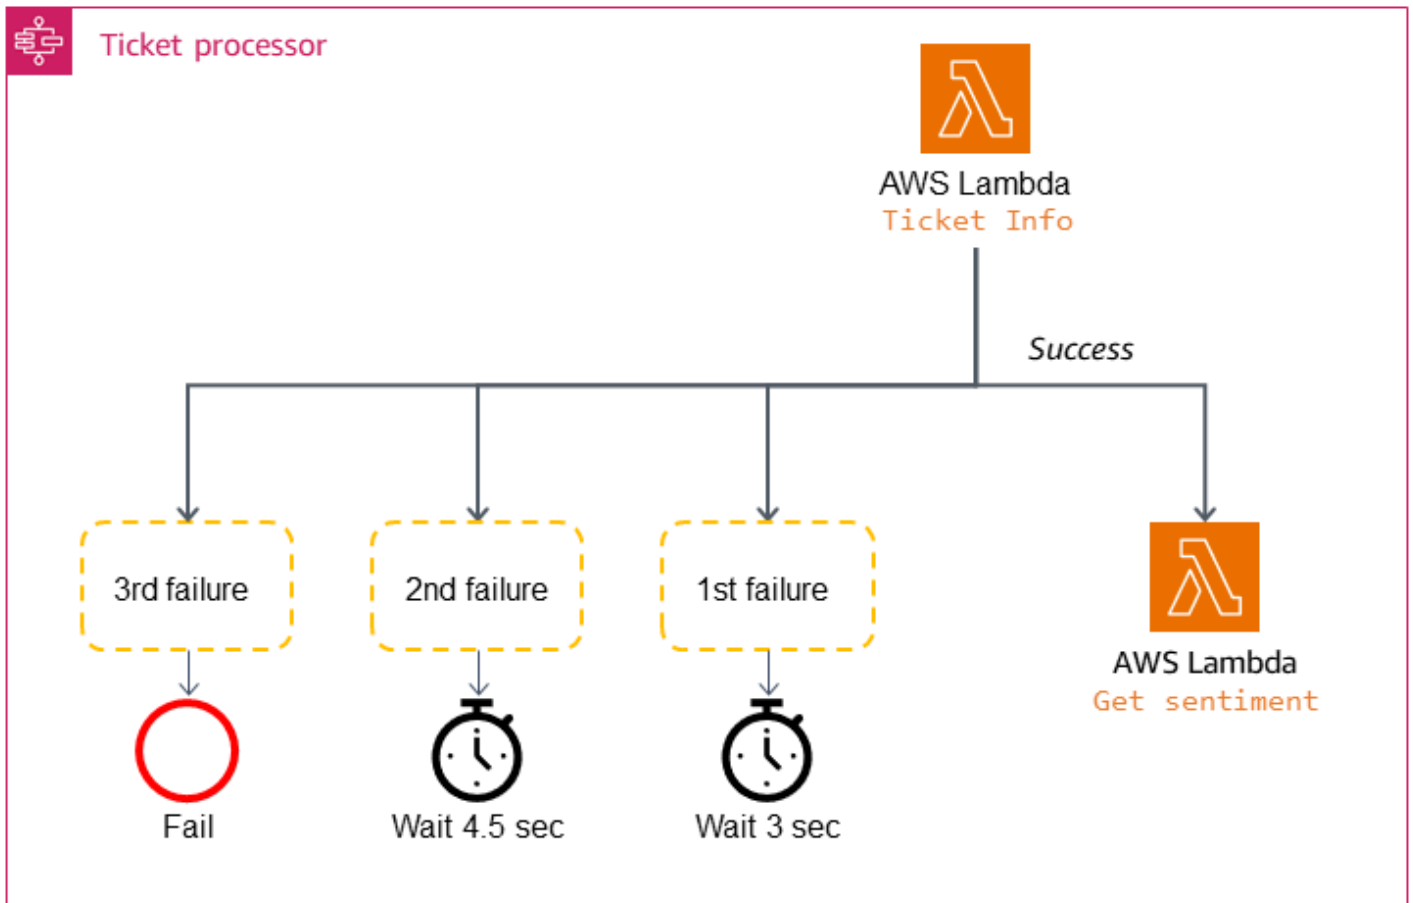 Ticket processor
AWS Lambda
Ticket Info
Success
3rd failure
2nd failure
1st failure
AWS Lambda
Get sentiment
Fail
Wait 4.5 sec
Wait 3 sec